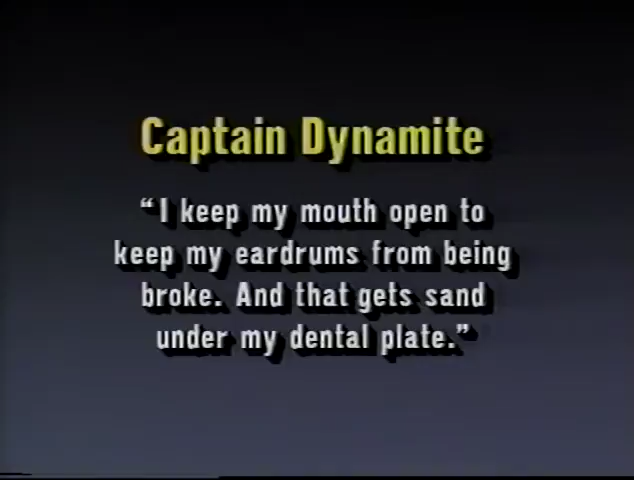 Captain Dynamite
“I keep my mouth open to
keep my eardrums from being
broke. And that gets sand
under my dental plate.”